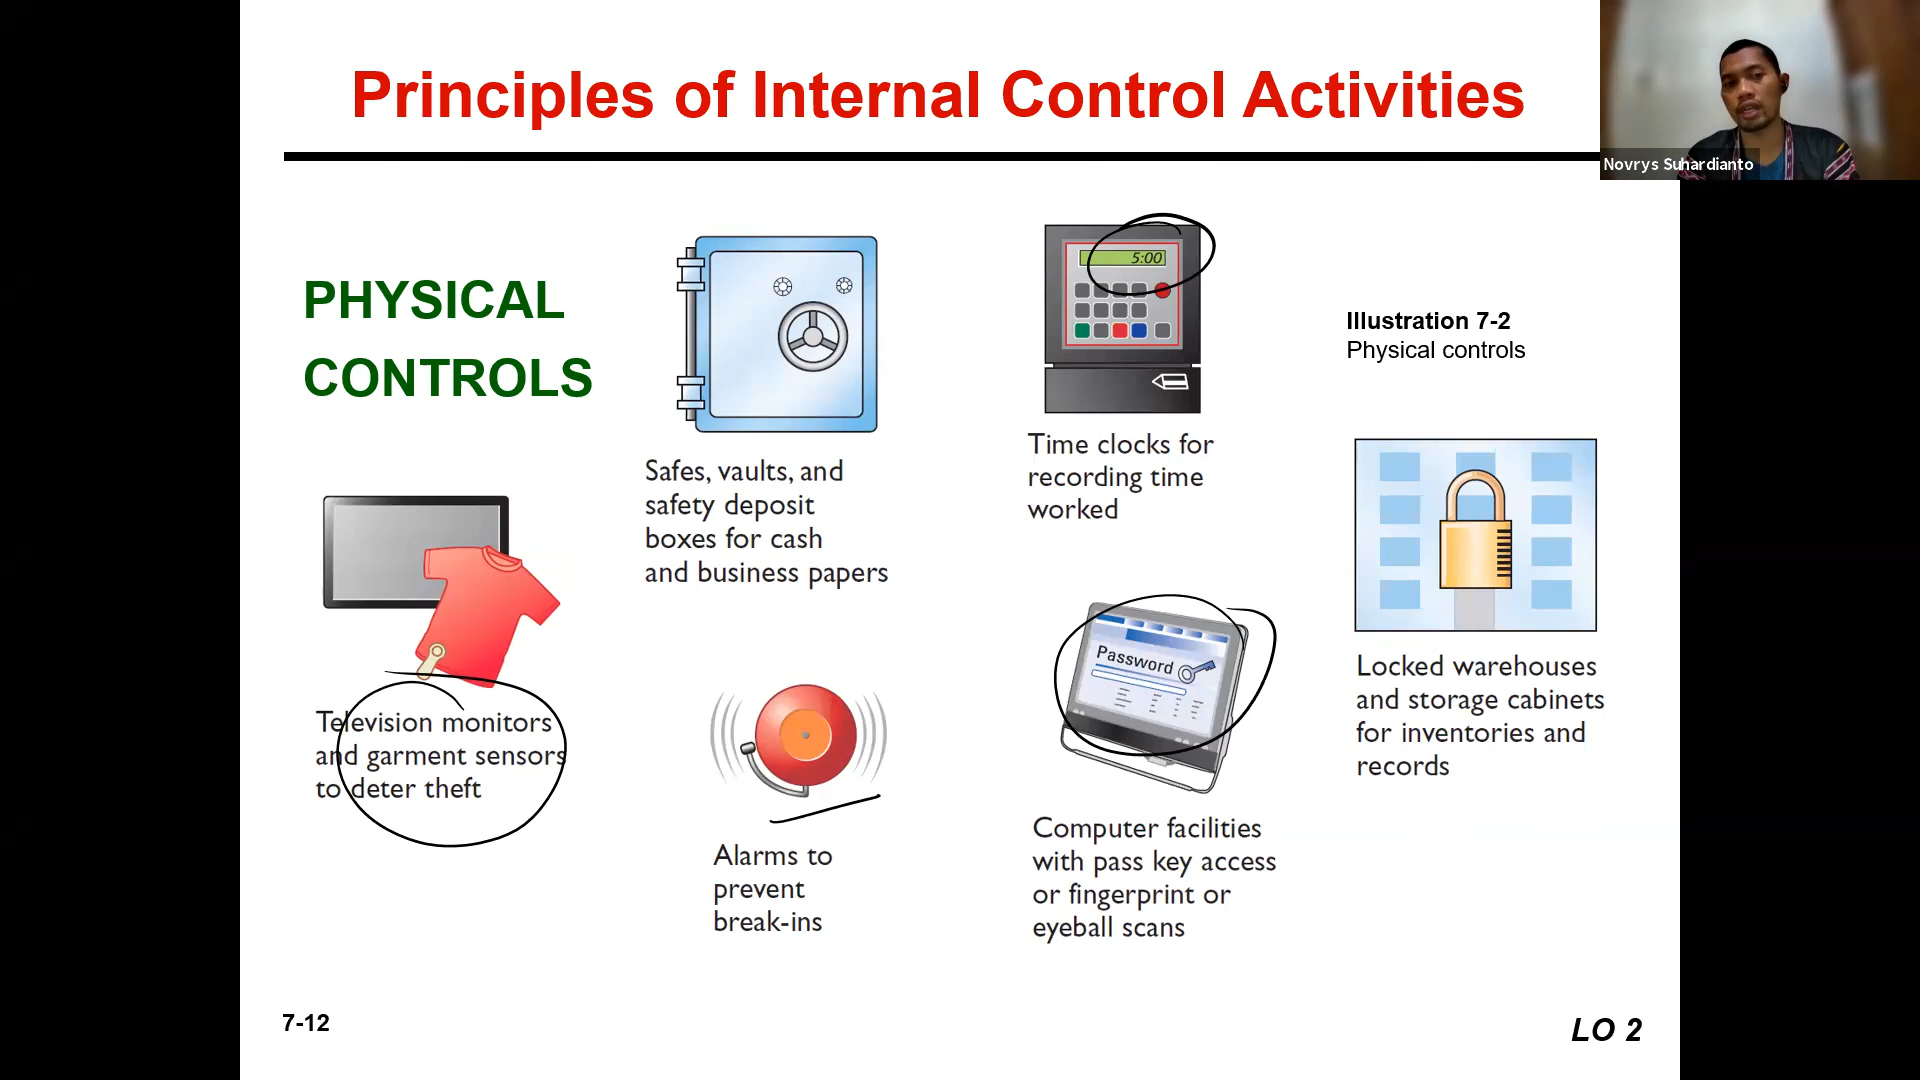 Principles of Internal Control Activities
Novrys Suhardianto
PHYSICAL
CONTROLS
Safes, vaults, and
safety deposit
boxes for cash
and business papers
5:00
Time clocks for
recording time
worked
Illustration 7-2
Physical controls
Television monitors
and garment sensors
to deter theft
Alarms to
prevent
break-ins
Password
Computer facilities
with pass key access
or fingerprint or
eyeball scans
Locked warehouses
and storage cabinets
for inventories and
records
7-12
LO 2